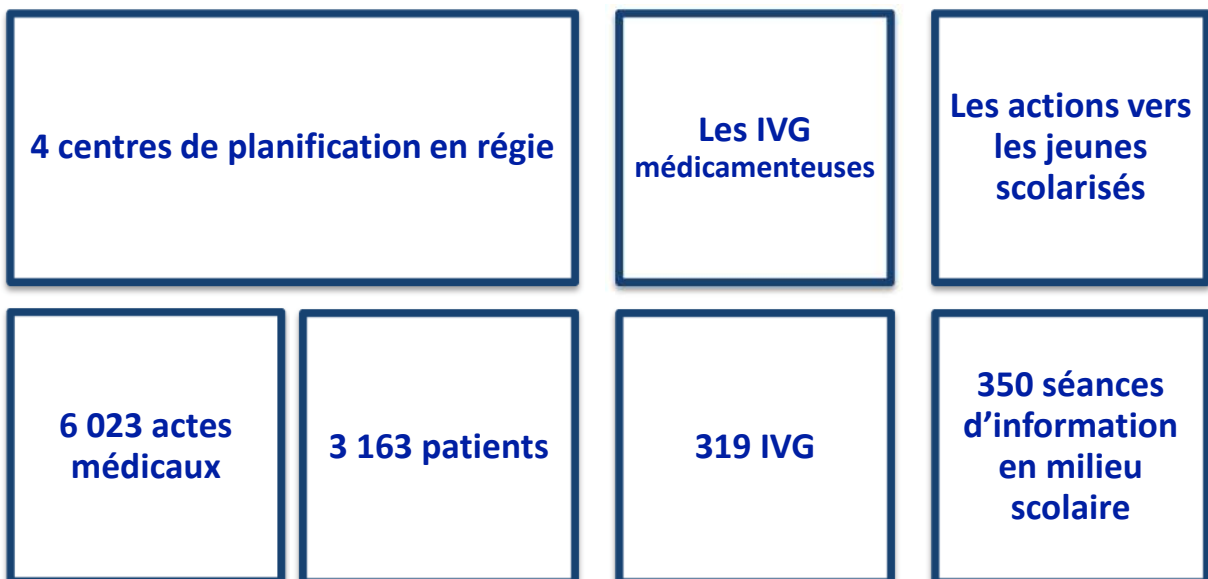 4 centres de planification en régie
Les IVG
médicamenteuses
Les actions vers
les jeunes
scolarisés
6 023 actes
médicaux
3 163 patients
319 IVG
350 séances
d’information
en milieu
scolaire